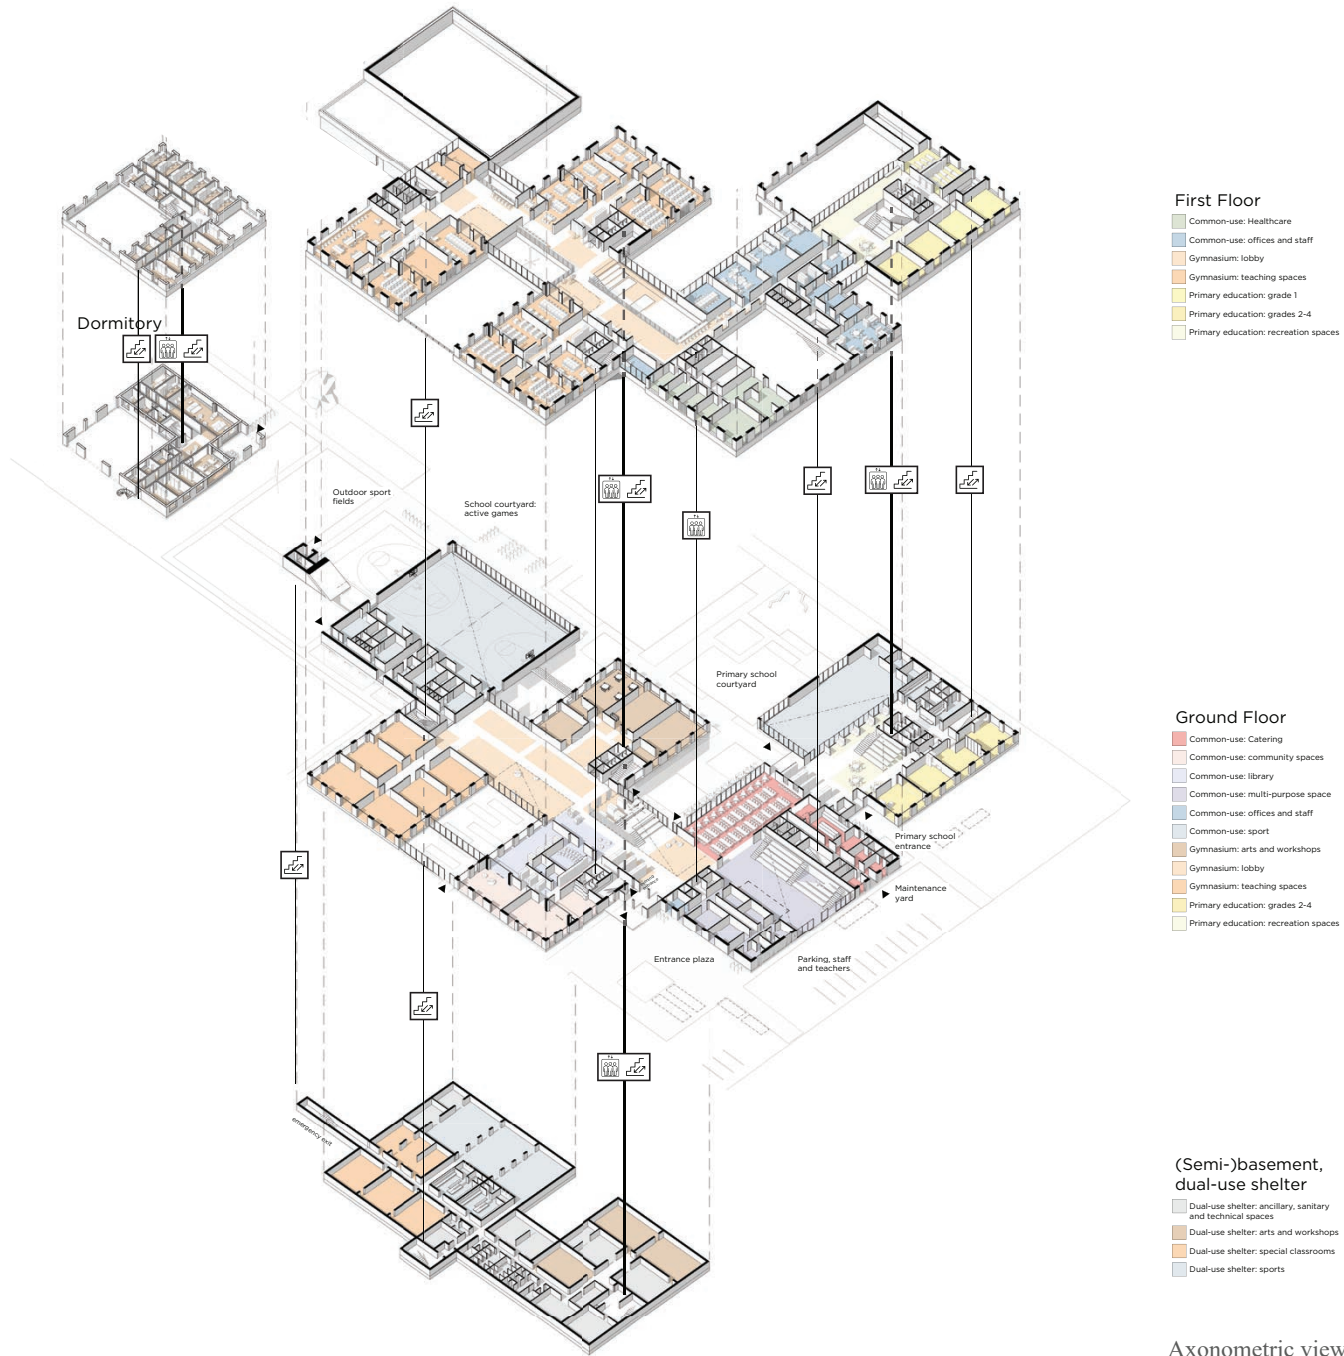 First Floor
Common-use: Healthcare
Common-use: offices and staff
Gymnasium: lobby
Gymnasium: teaching spaces
Primary education: grade 1
Primary education: grades 2-4
Primary education: recreation spaces
Dormitory
Outdoor sport
fields
School courtyard:
active games
Primary school
courtyard
Primary school
entrance
Maintenance
yard
Entrance plaza
Parking, staff
and teachers
Ground Floor
Common-use: Catering
Common-use: community spaces
Common-use: library
Common-use: multi-purpose space
Common-use: offices and staff
Common-use: sport
Gymnasium: arts and workshops
Gymnasium: lobby
Gymnasium: teaching spaces
Primary education: grades 2-4
Primary education: recreation spaces
emergency exit
(Semi-)basement,
dual-use shelter
Dual-use shelter: ancillary, sanitary
and technical spaces
Dual-use shelter: arts and workshops
Dual-use shelter: special classrooms
Dual-use shelter: sports
Axonometric view